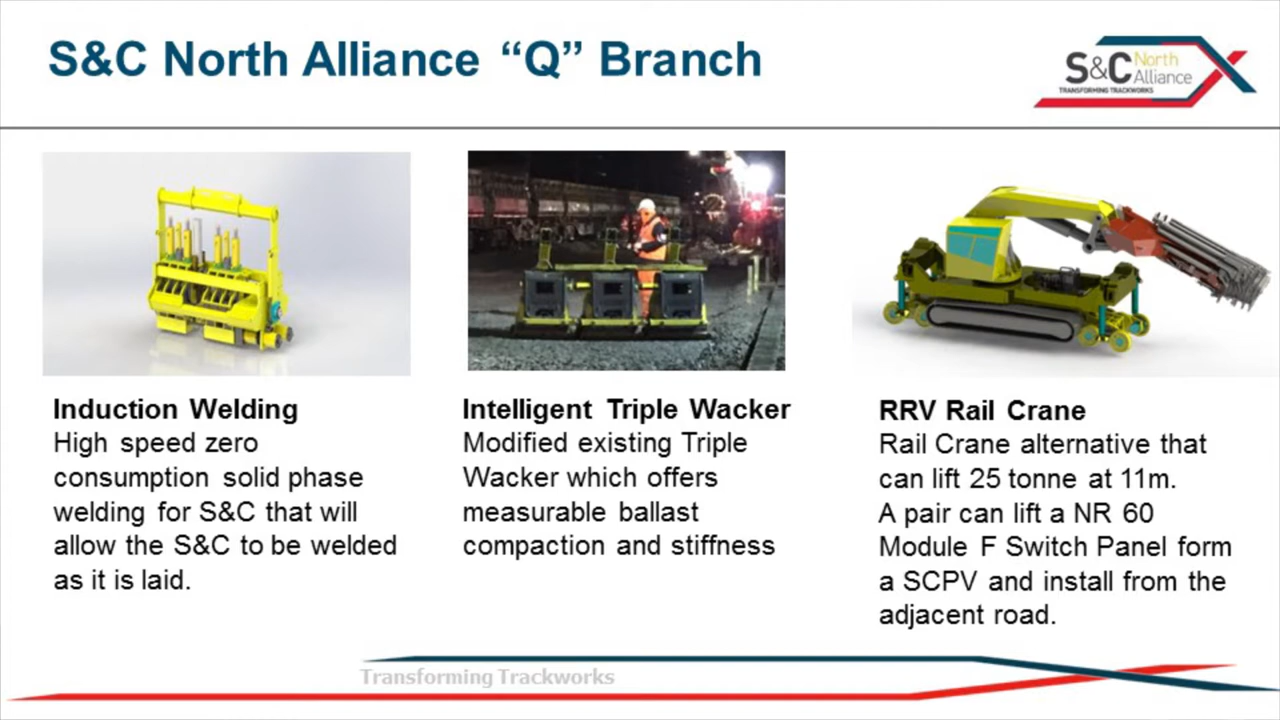 S&C North Alliance “Q” Branch
S&C North
Alliance
TRANSFORMING TRACKWORKS
Induction Welding
High speed zero
consumption solid phase
welding for S&C that will
allow the S&C to be welded
as it is laid.
Intelligent Triple Wacker
Modified existing Triple
Wacker which offers
measurable ballast
compaction and stiffness
RRV Rail Crane
Rail Crane alternative that
can lift 25 tonne at 11m.
A pair can lift a NR 60
Module F Switch Panel form
a SCPV and install from the
adjacent road.
Transforming Trackworks